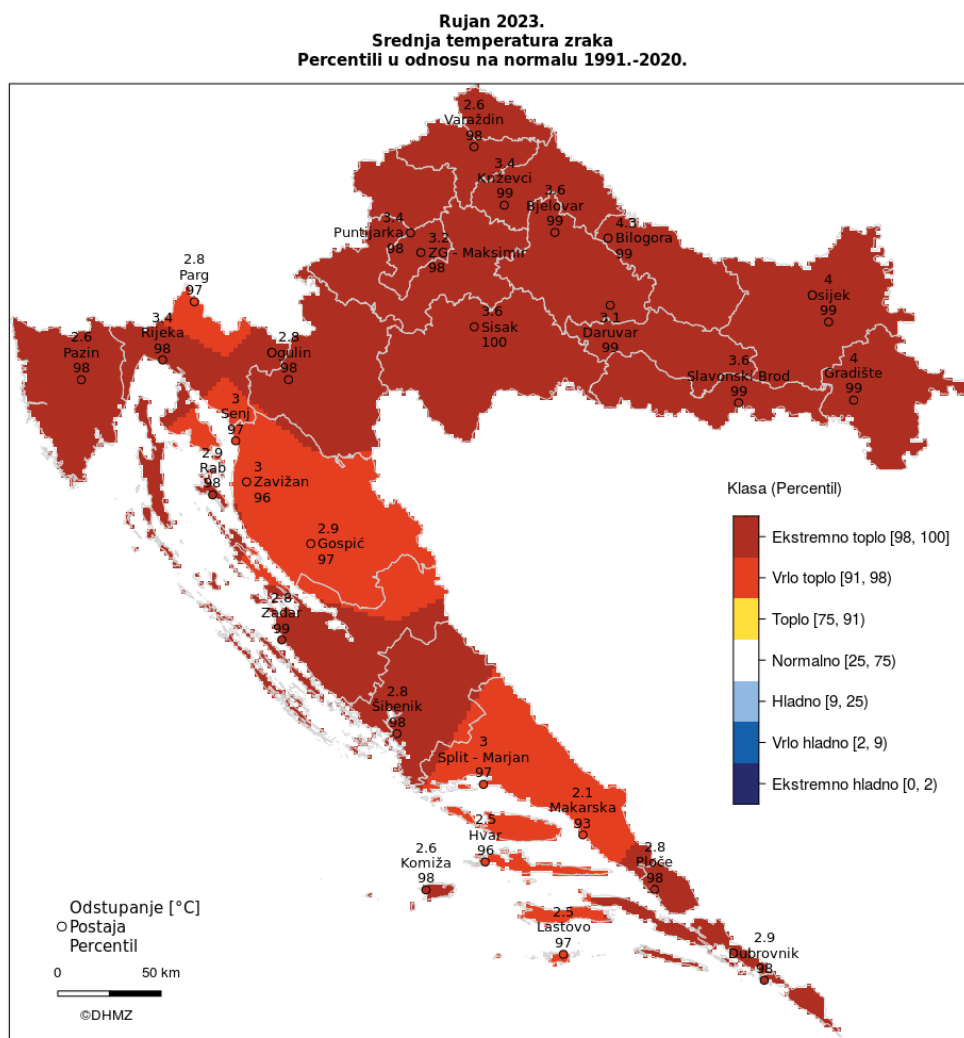 Rujan 2023.
Srednja temperatura zraka
Percentili u odnosu na normalu 1991.-2020.
2.6
Varaždin
98
3.4
Križevci
99
3.6
Bjelovar
99
3.4
Puntijarka
98
3.2
ZG - Maksimir
98
4.3
Bilogora
99
2.8
Parg
97
4
Osijek
99
3.4
Rijeka
98
2.6
Pazin
98
2.8
Ogulin
98
3.6
Sisak
100
3.1
Daruvar
99
3.6
Slavonski Brod
99
4
Gradište
99
3
Senj
97
2.9
Rab
98
3
Zavižan
96
2.9
Gospić
97
2.8
Zadar
99
2.8
Šibenik
98
3
Split - Marjan
97
2.1
Makarska
93
2.5
Hvar
96
2.6
Komiža
98
2.8
Ploče
98
2.5
Lastovo
97
2.9
Dubrovnik
98
Klasa (Percentil)
Ekstremno toplo [98, 100]
Vrlo toplo [91, 98)
Toplo [75, 91)
Normalno [25, 75)
Hladno [9, 25)
Vrlo hladno [2, 9)
Ekstremno hladno [0, 2)
Odstupanje [°C]
Postaja
Percentil
0 50 km
©DHMZ